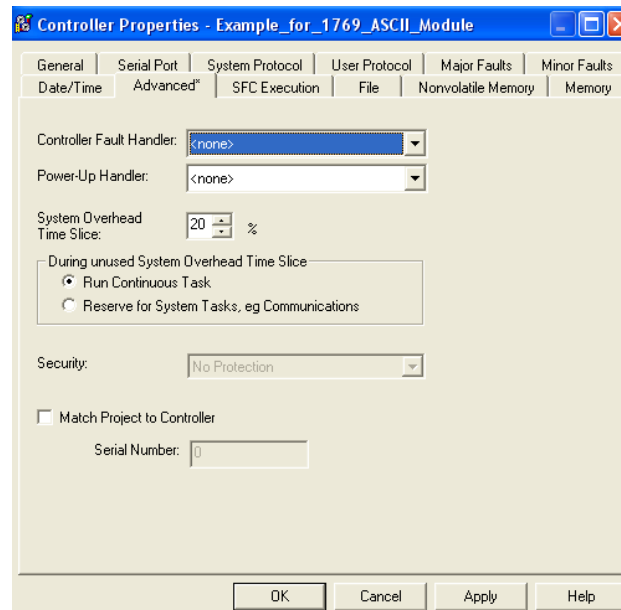 Controller Properties - Example_for_1769_ASCII_Module
General Serial Port System Protocol User Protocol Major Faults Minor Faults
Date/Time Advanced* SFC Execution File Nonvolatile Memory Memory
Controller Fault Handler: <none>
Power-Up Handler: <none>
System Overhead
Time Slice: 20 %
During unused System Overhead Time Slice
Run Continuous Task
Reserve for System Tasks, eg Communications
Security: No Protection
Match Project to Controller
Serial Number: 0
OK Cancel Apply Help